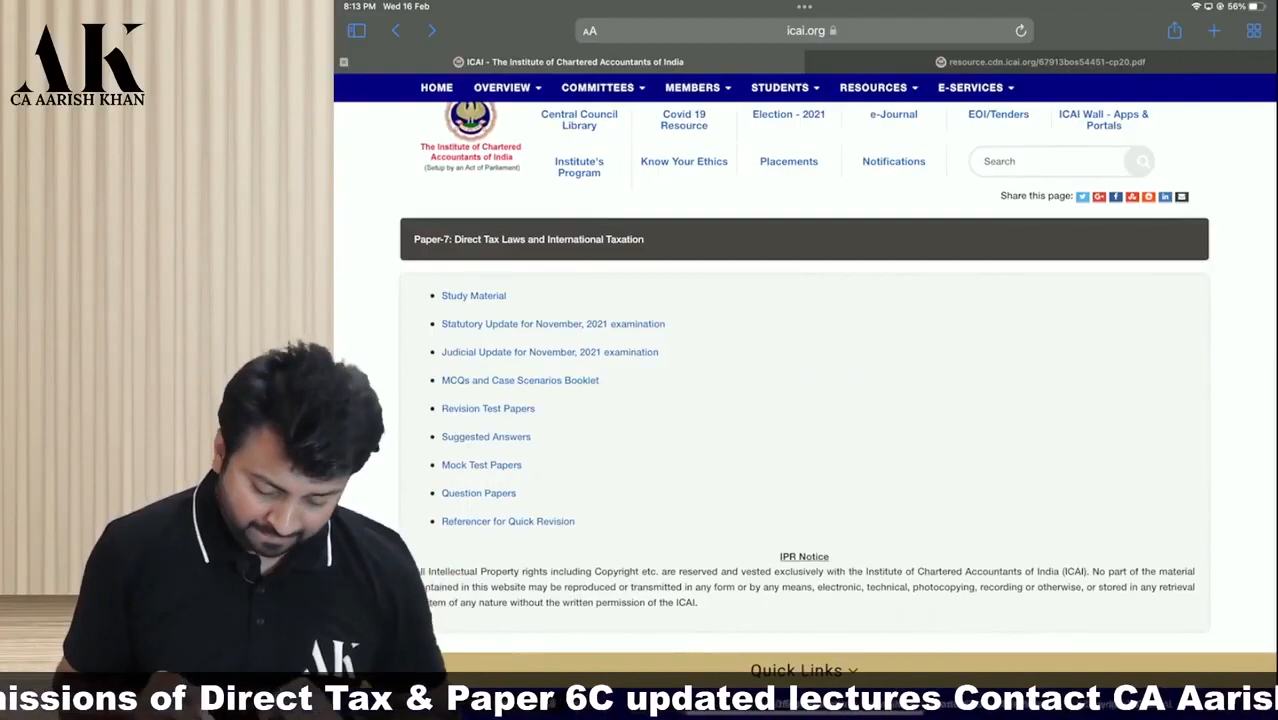 8:13 PM Wed 16 Feb
56%
AA
icai.org
ICAI - The Institute of Chartered Accountants of India
resource.cdn.icai.org/67913bos54451-cp20.pdf
AK
CA AARISH KHAN
HOME OVERVIEW COMMITTEES MEMBERS STUDENTS RESOURCES E-SERVICES
The Institute of Chartered
Accountants of India
(Setup by an Act of Parliament)
Central Council
Library
Covid 19
Resource
Election - 2021
e-Journal
EOI/Tenders
ICAI Wall - Apps &
Portals
Institute's
Program
Know Your Ethics
Placements
Notifications
Search
Share this page:
Paper-7: Direct Tax Laws and International Taxation
Study Material
Statutory Update for November, 2021 examination
Judicial Update for November, 2021 examination
MCQs and Case Scenarios Booklet
Revision Test Papers
Suggested Answers
Mock Test Papers
Question Papers
Referencer for Quick Revision
IPR Notice
Intellectual Property rights including Copyright etc. are reserved and vested exclusively with the Institute of Chartered Accountants of India (ICAI). No part of the material
in this website may be reproduced or transmitted in any form or by any means, electronic, technical, photocopying, recording or otherwise, or stored in any retrieval
of any nature without the written permission of the ICAI.
AK
Quick Links
of Direct Tax & Paper 6C updated lectures Contact CA